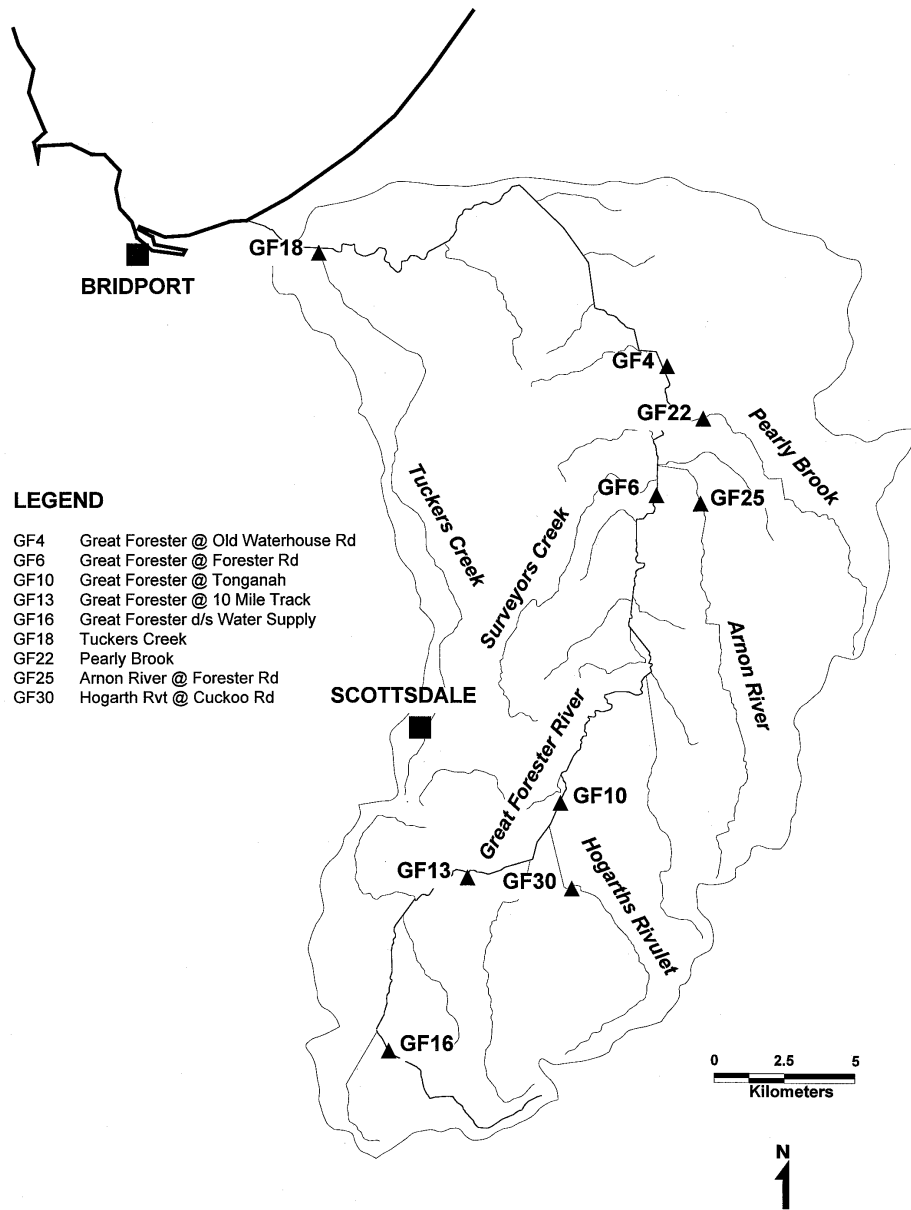 GF18
BRIDPORT
GF4
GF22
Pearly Brook
GF6
GF25
Tuckers Creek
Surveyors Creek
LEGEND
GF4 Great Forester @ Old Waterhouse Rd
GF6 Great Forester @ Forester Rd
GF10 Great Forester @ Tonganah
GF13 Great Forester @ 10 Mile Track
GF16 Great Forester d/s Water Supply
GF18 Tuckers Creek
GF22 Pearly Brook
GF25 Arnon River @ Forester Rd
GF30 Hogarth Rvt @ Cuckoo Rd
Arnon River
SCOTTSDALE
Great Forester River
GF10
GF13
GF30
Hogarths Rivulet
GF16
0 2.5 5
Kilometers
N